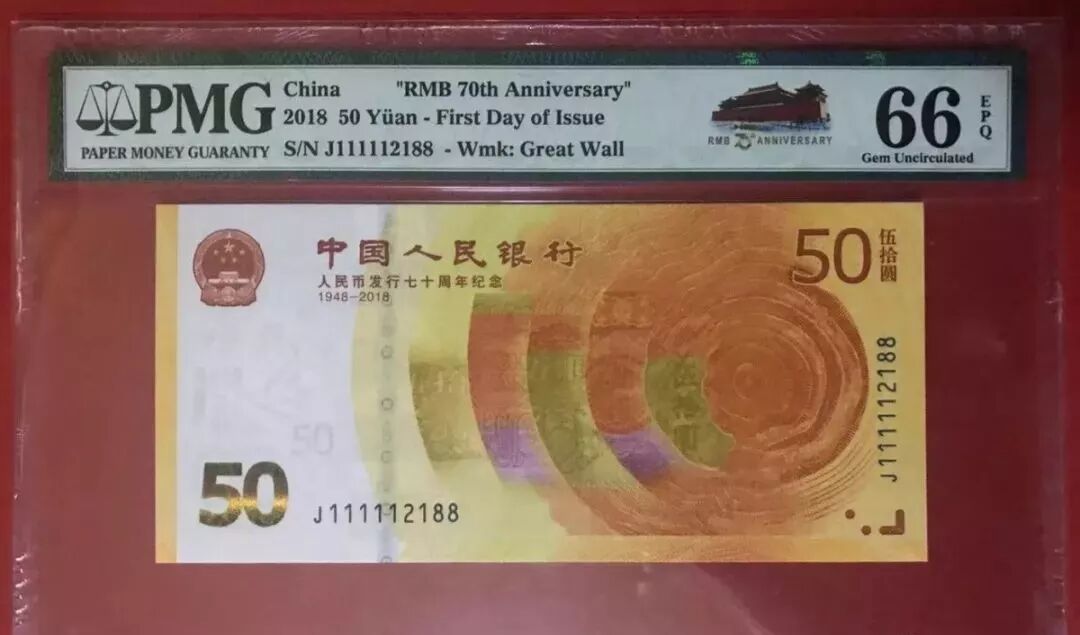 PMG
PAPER MONEY GUARANTY
China "RMB 70th Anniversary"
2018 50 Yüan - First Day of Issue
S/N J111112188 - Wmk: Great Wall
RMB 70th ANNIVERSARY
66 EPQ
Gem Uncirculated
中国人民银行
人民币发行七十周年纪念
1948-2018
50 伍拾圆
50
50
J111112188
J111112188